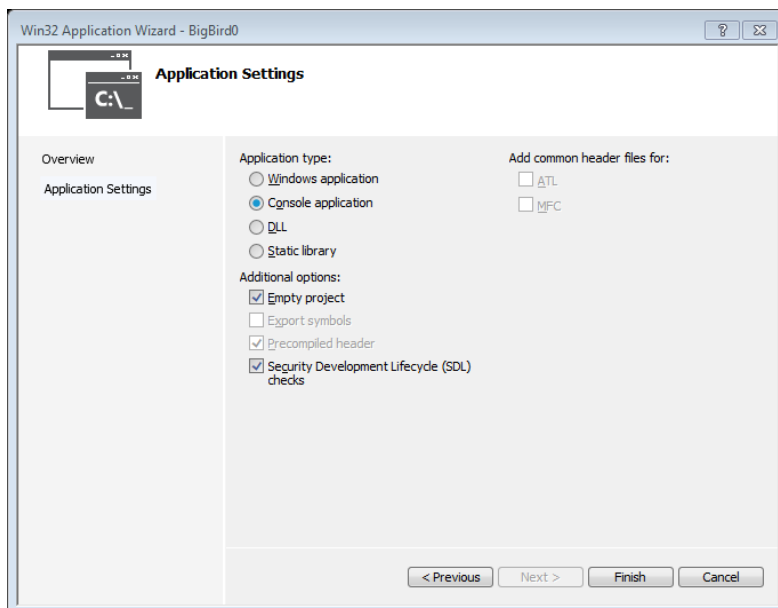 Win32 Application Wizard - BigBird0
C:\_
Application Settings
Overview
Application Settings
Application type:
Windows application
Console application
DLL
Static library
Additional options:
Empty project
Export symbols
Precompiled header
Security Development Lifecycle (SDL)
checks
Add common header files for:
ATL
MFC
< Previous
Next >
Finish
Cancel